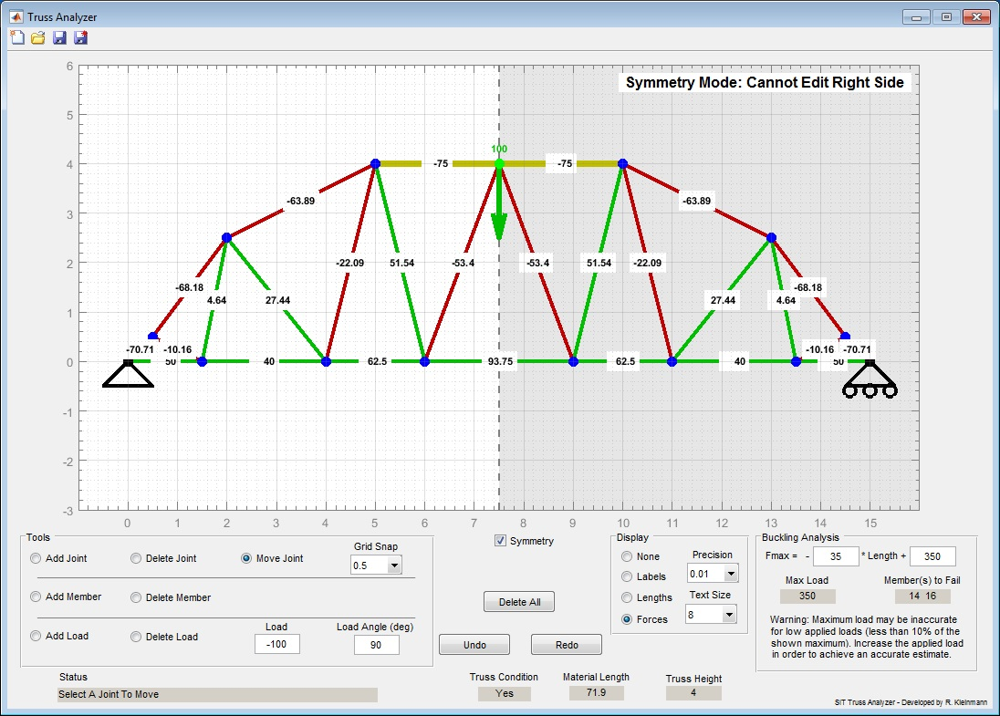 Truss Analyzer
Symmetry Mode: Cannot Edit Right Side
6
5
4
3
2
1
0
-1
-2
-3
100
-75 -75
-63.89 -63.89
-22.09 51.54 -53.4 -53.4 51.54 -22.09
-68.18 4.64 27.44 27.44 4.64 -68.18
-70.71 -10.16 -10.16 -70.71
50 40 62.5 93.75 62.5 40 50
0 1 2 3 4 5 6 7 8 9 10 11 12 13 14 15
Tools
Add Joint Delete Joint Move Joint
Grid Snap
0.5
Add Member Delete Member
Add Load Delete Load
Load
-100
Load Angle (deg)
90
Status
Select A Joint To Move
Symmetry
Delete All
Undo Redo
Truss Condition
Yes
Material Length
71.9
Truss Height
4
Display
None
Labels
Lengths
Forces
Precision
0.01
Text Size
8
Buckling Analysis
Fmax = - 35 * Length + 350
Max Load
350
Member(s) to Fail
14 16
Warning: Maximum load may be inaccurate
for low applied loads (less than 10% of the
shown maximum). Increase the applied load
in order to achieve an accurate estimate.
SIT Truss Analyzer - Developed by R. Kleinmann